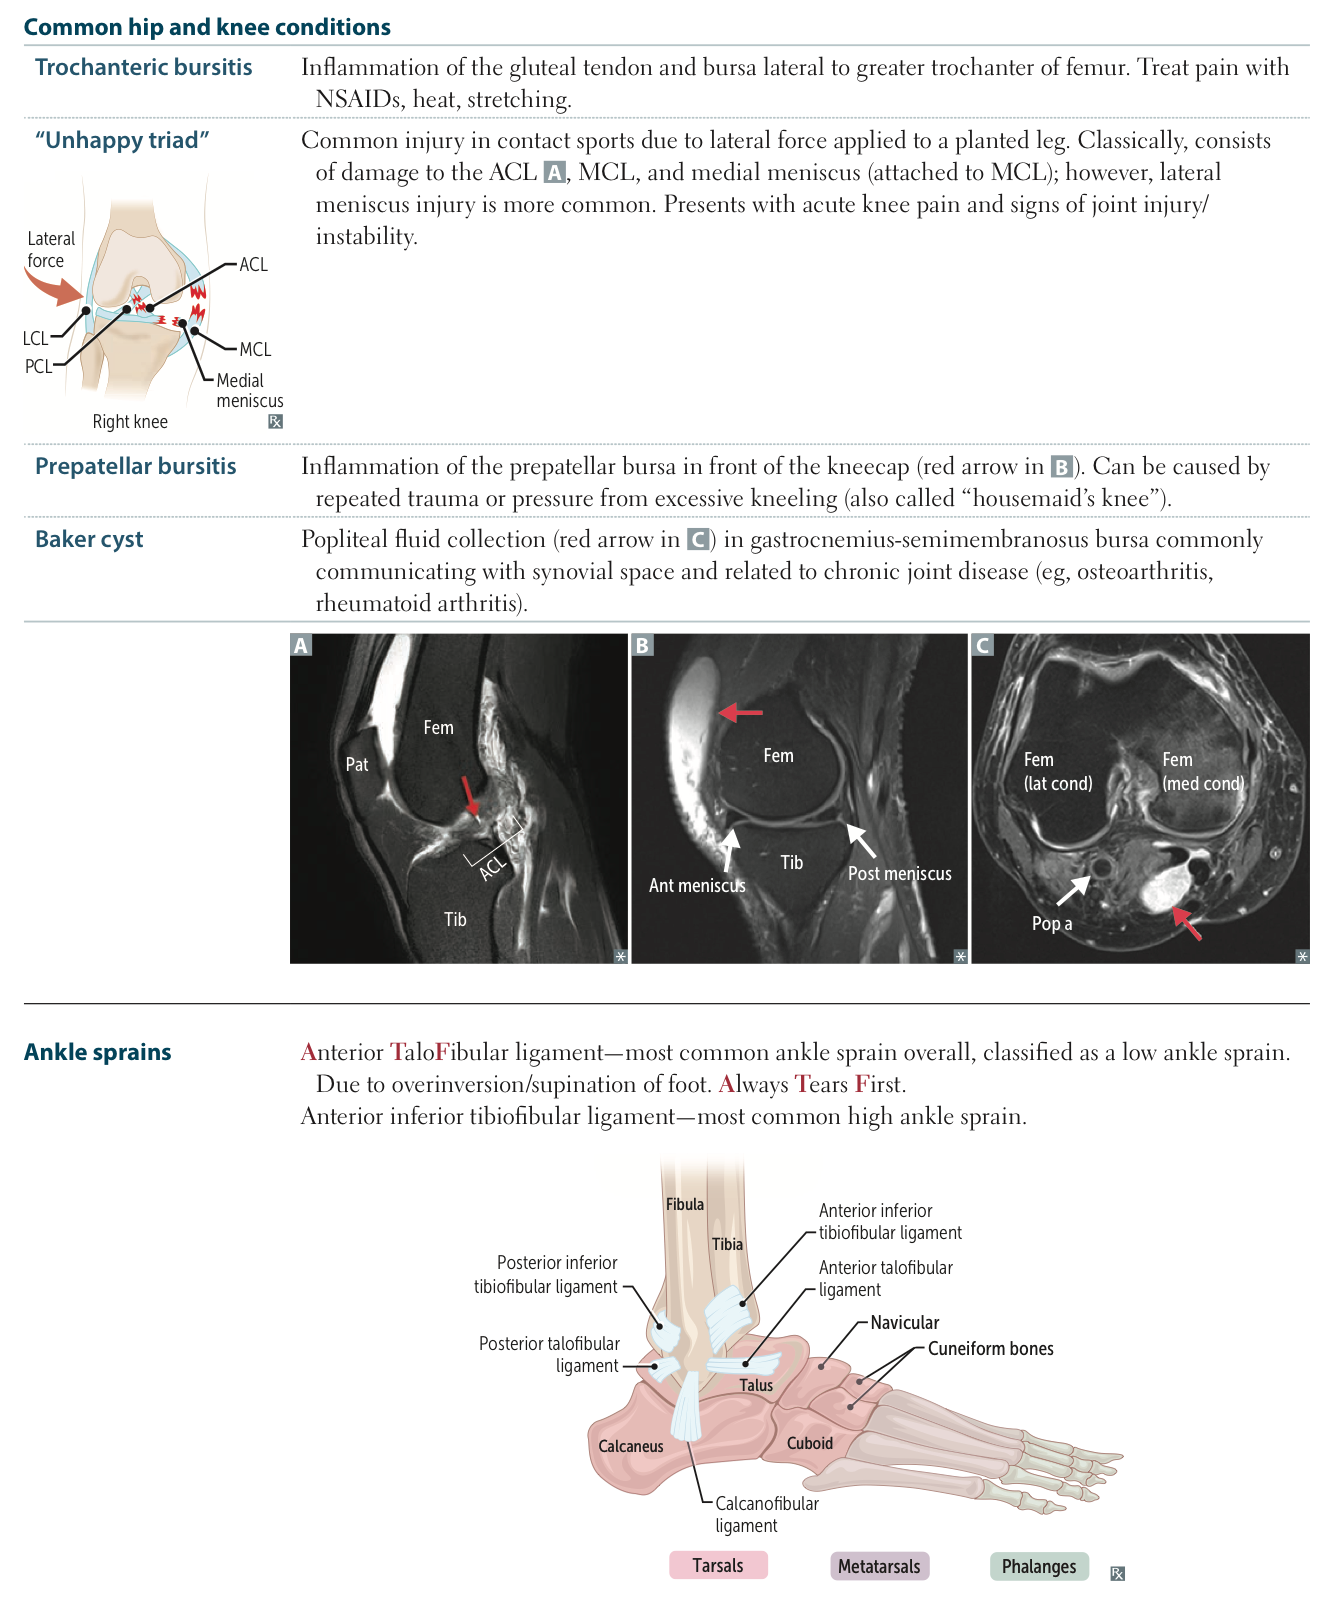 Common hip and knee conditions
Trochanteric bursitis
Inflammation of the gluteal tendon and bursa lateral to greater trochanter of femur. Treat pain with
NSAIDs, heat, stretching.
“Unhappy triad”
Common injury in contact sports due to lateral force applied to a planted leg. Classically, consists
of damage to the ACL A, MCL, and medial meniscus (attached to MCL); however, lateral
meniscus injury is more common. Presents with acute knee pain and signs of joint injury/
instability.
Lateral
force
ACL
LCL
PCL
MCL
Medial
meniscus
Right knee
Rx
Prepatellar bursitis
Inflammation of the prepatellar bursa in front of the kneecap (red arrow in B). Can be caused by
repeated trauma or pressure from excessive kneeling (also called “housemaid’s knee”).
Baker cyst
Popliteal fluid collection (red arrow in C) in gastrocnemius-semimembranosus bursa commonly
communicating with synovial space and related to chronic joint disease (eg, osteoarthritis,
rheumatoid arthritis).
A
Fem
Pat
ACL
Tib
B
Fem
Tib
Ant meniscus
Post meniscus
C
Fem
(lat cond)
Fem
(med cond)
Pop a
Ankle sprains
Anterior TaloFibular ligament—most common ankle sprain overall, classified as a low ankle sprain.
Due to overinversion/supination of foot. Always Tears First.
Anterior inferior tibiofibular ligament—most common high ankle sprain.
Fibula
Tibia
Anterior inferior
tibiofibular ligament
Posterior inferior
tibiofibular ligament
Anterior talofibular
ligament
Navicular
Posterior talofibular
ligament
Cuneiform bones
Talus
Calcaneus
Cuboid
Calcanofibular
ligament
Tarsals
Metatarsals
Phalanges
Rx